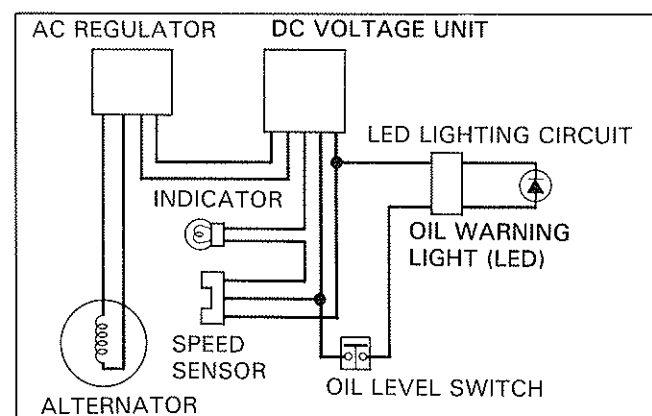 AC REGULATOR
DC VOLTAGE UNIT
LED LIGHTING CIRCUIT
INDICATOR
OIL WARNING
LIGHT (LED)
SPEED
SENSOR
OIL LEVEL SWITCH
ALTERNATOR